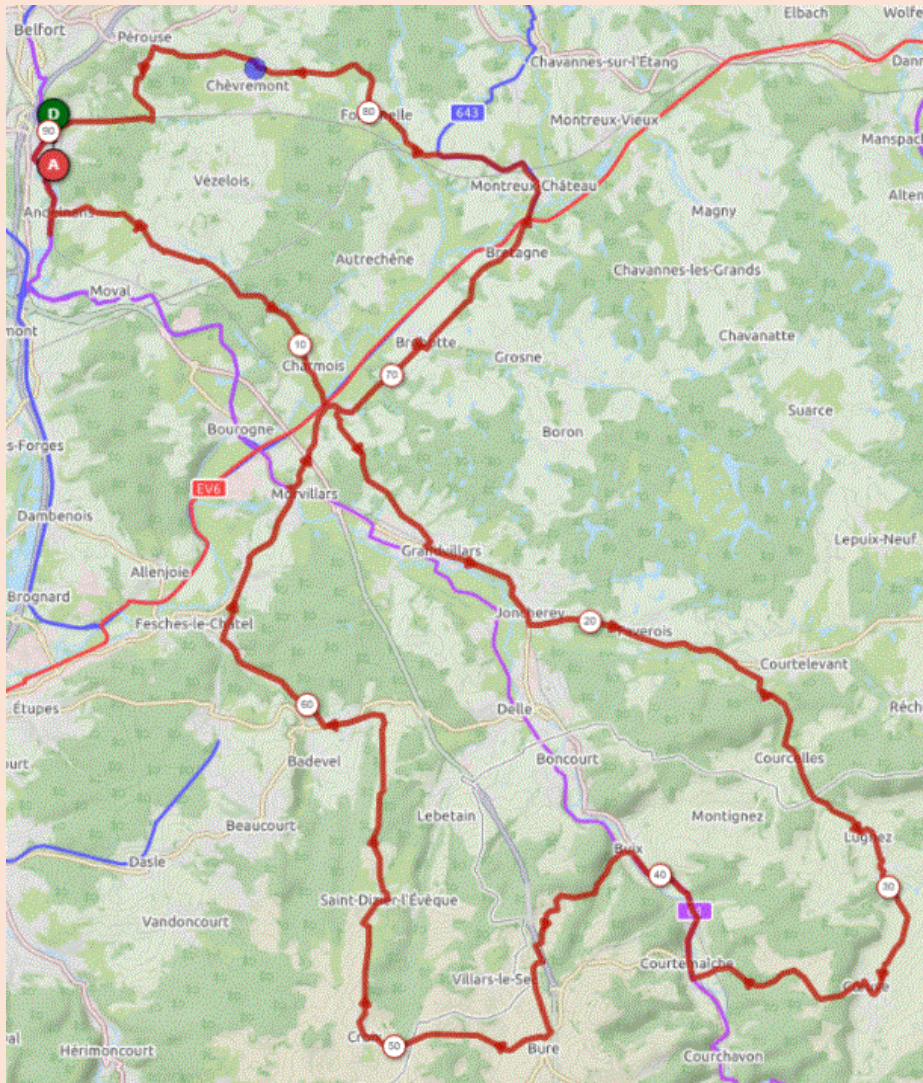 Elbach
Wolfe
Belfort
Pérouse
Chavannes-sur-l'Étang
Dann
Chèvremont
D
80
643
Montreux-Vieux
90
Manspach
A
Vézelois
Montreux-Château
Alten
Magny
Bretagne
Autrechêne
Chavannes-les-Grands
Moval
mont
Chavanatte
10
Grosne
Charmois
70
Suarce
Bourogne
Boron
s-Forges
EV6
Morvillars
Dambenois
Lepuix-Neuf
Grandvillars
Allenjoie
Brognard
Joncherey
20
Fesches-le-Châtel
Faverois
Courtelevant
60
Étupes
Delle
Réch
Badevel
Boncourt
Courcelles
court
Lebetain
Montignez
Beaucourt
Lugnez
Buix
Dasle
40
30
Saint-Dizier-l'Évêque
Vandoncourt
Courtemaîche
Villars-le-Sec
50
Bure
Hérimoncourt
Courchavon